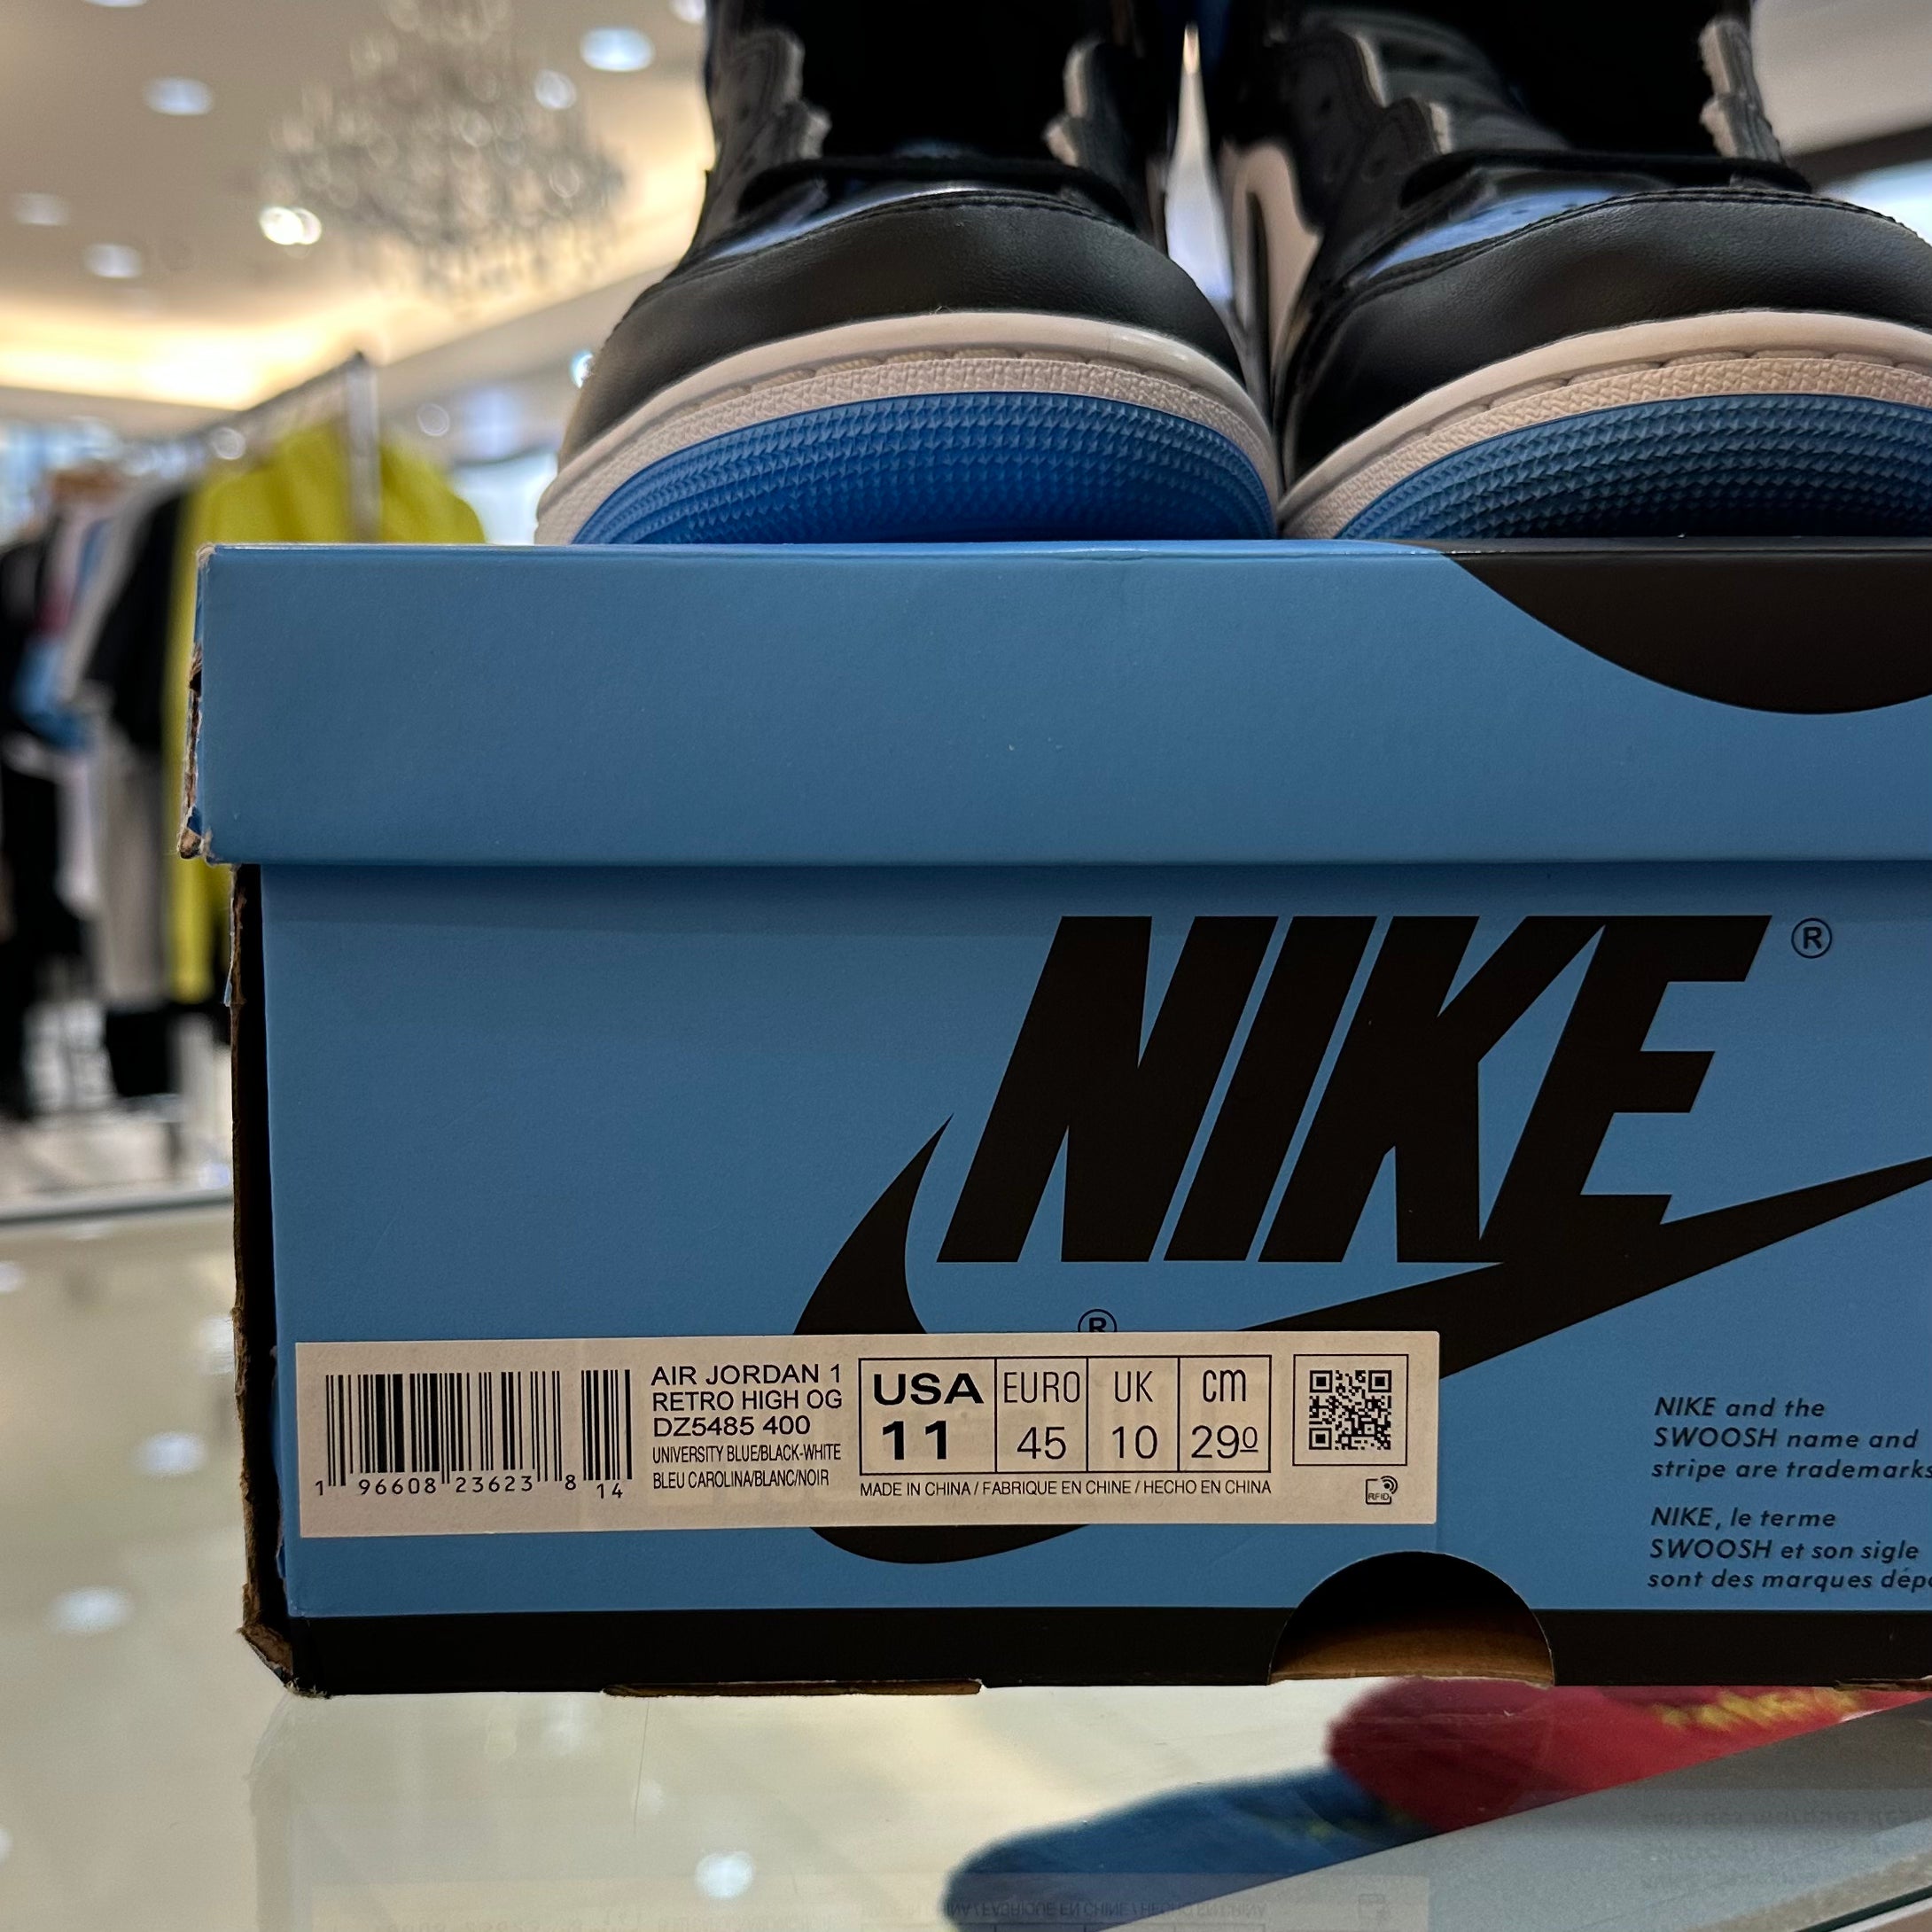 NIKE ®
®
AIR JORDAN 1
RETRO HIGH OG
DZ5485 400
UNIVERSITY BLUE/BLACK-WHITE
BLEU CAROLINA/BLANC/NOIR
1 96608 23623 8 14
USA EURO UK cm
11 45 10 290
MADE IN CHINA / FABRIQUE EN CHINE / HECHO EN CHINA
RFID
NIKE and the
SWOOSH name and
stripe are trademarks
NIKE, le terme
SWOOSH et son sigle
sont des marques dép